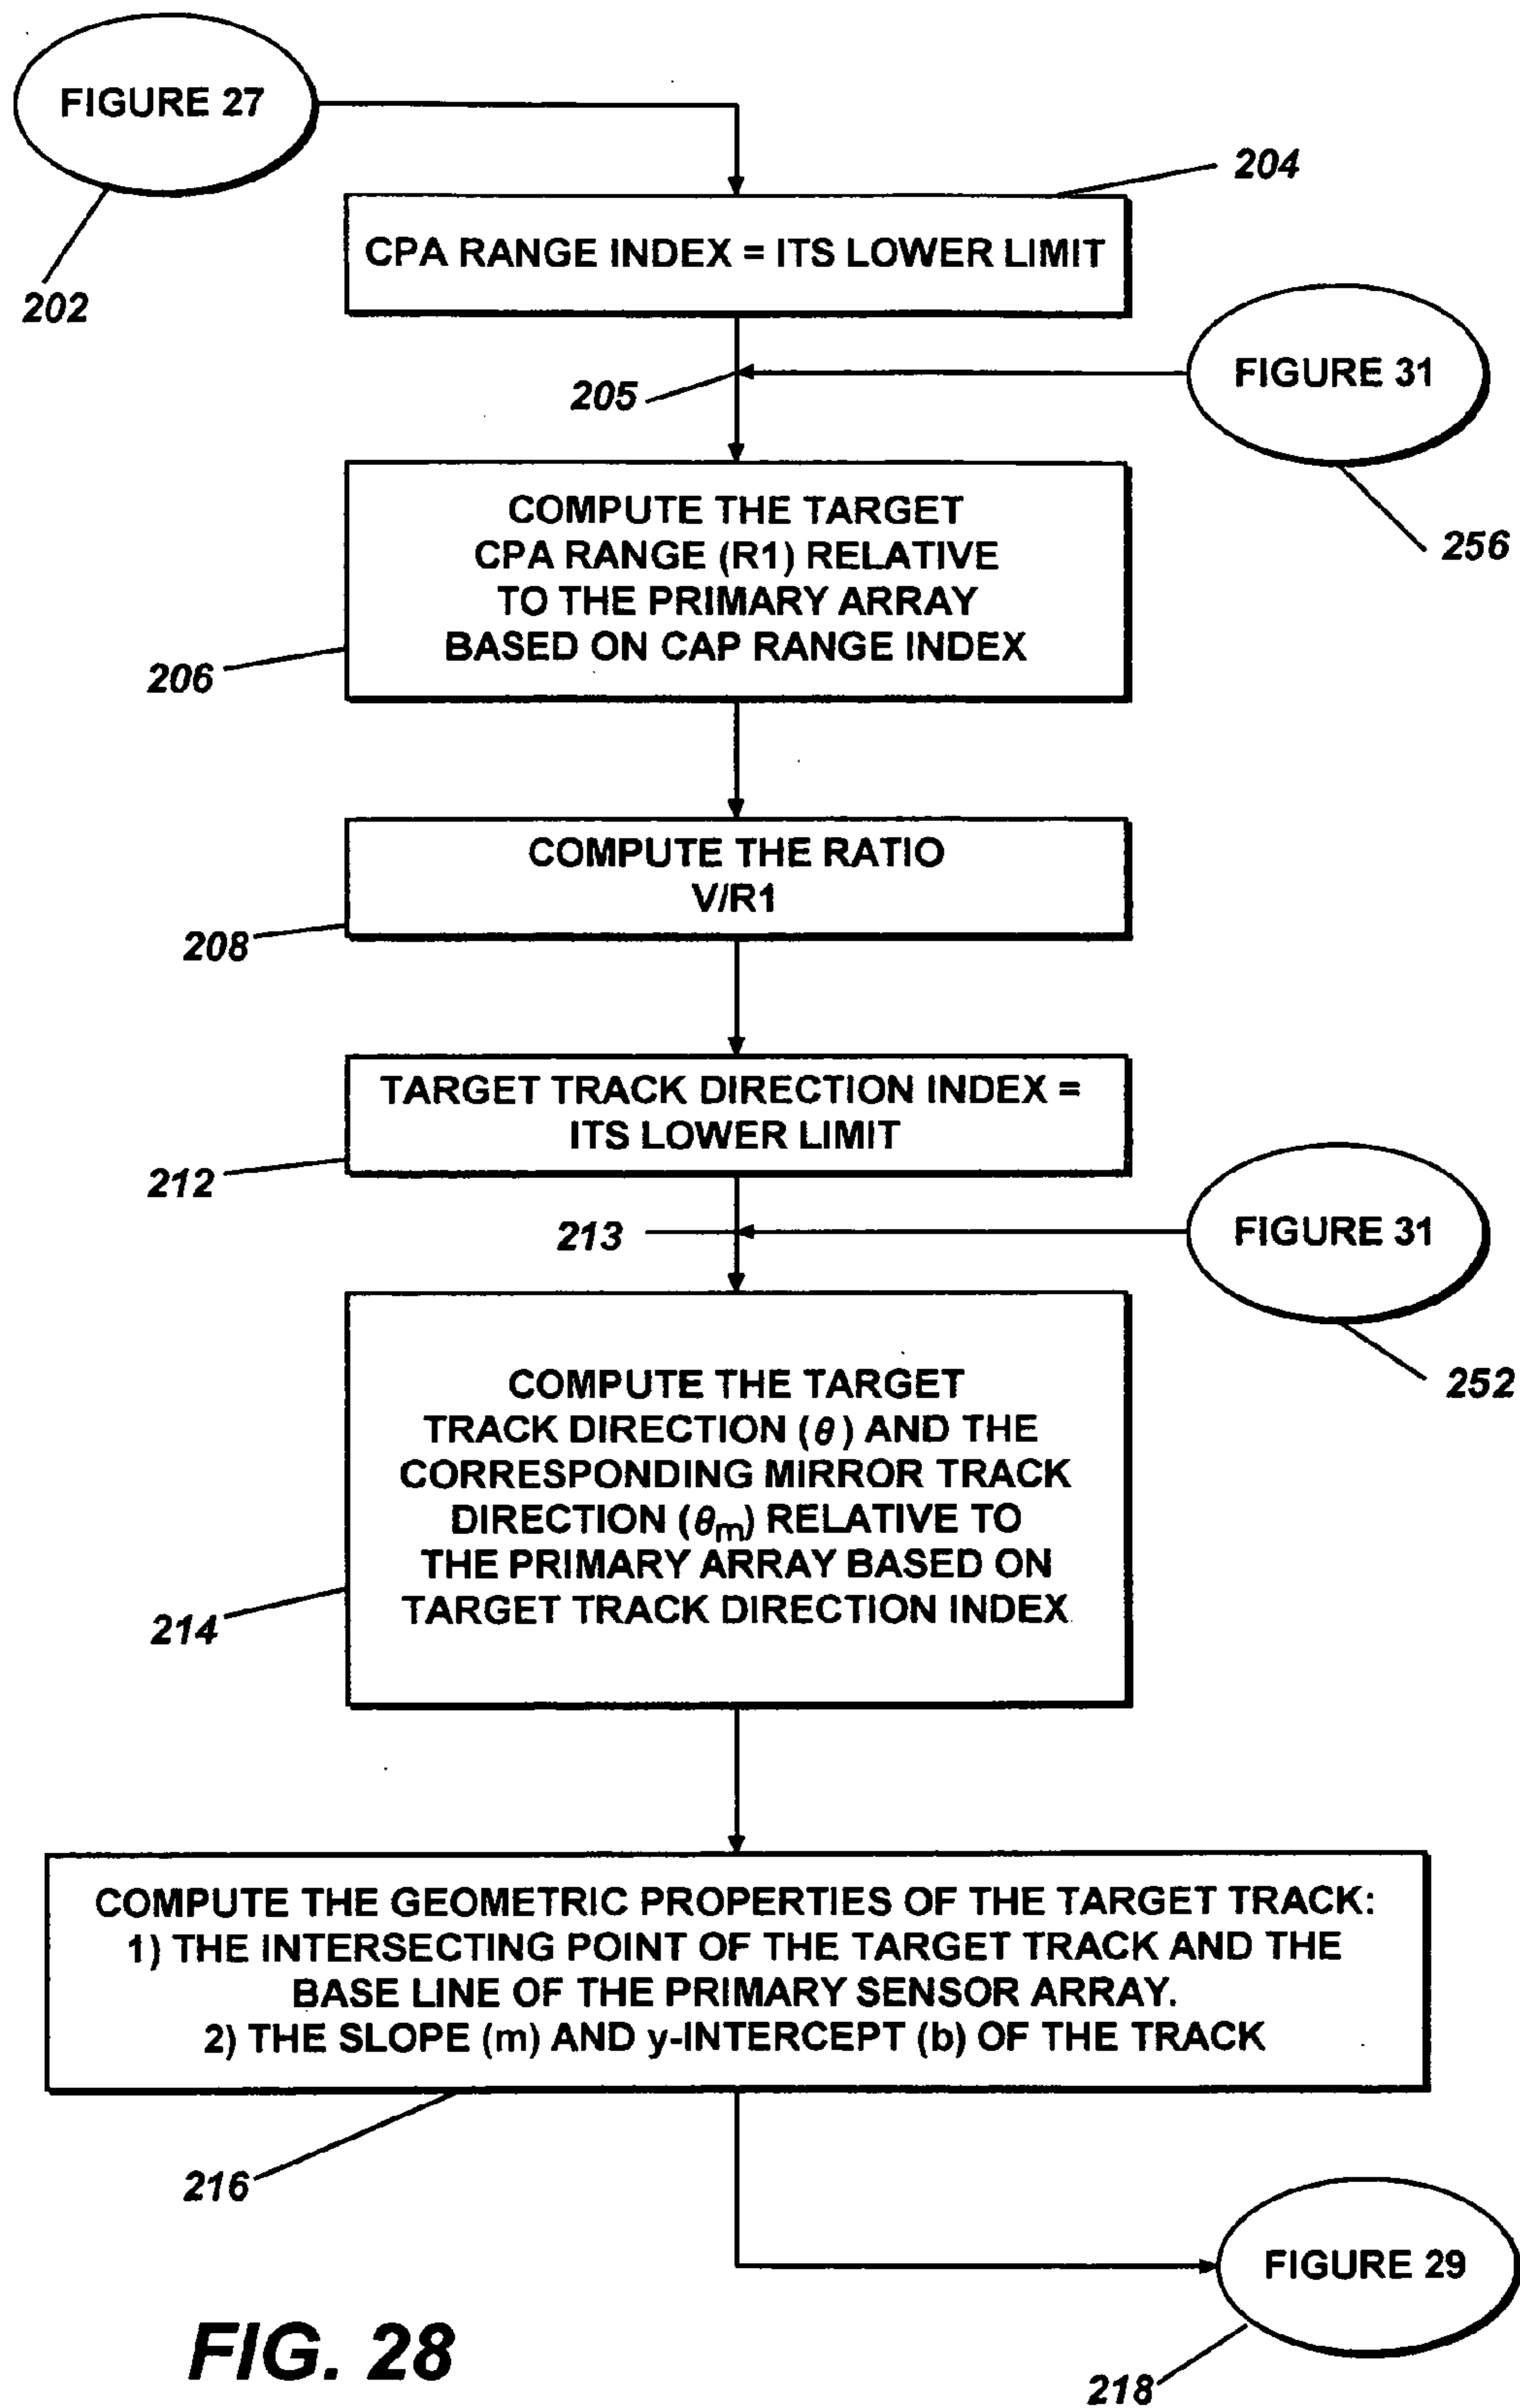 FIGURE 27
202
204
CPA RANGE INDEX = ITS LOWER LIMIT
205
FIGURE 31
256
COMPUTE THE TARGET
CPA RANGE (R1) RELATIVE
TO THE PRIMARY ARRAY
BASED ON CAP RANGE INDEX
206
COMPUTE THE RATIO
V/R1
208
TARGET TRACK DIRECTION INDEX =
ITS LOWER LIMIT
212
213
FIGURE 31
252
COMPUTE THE TARGET
TRACK DIRECTION (θ) AND THE
CORRESPONDING MIRROR TRACK
DIRECTION (θm) RELATIVE TO
THE PRIMARY ARRAY BASED ON
TARGET TRACK DIRECTION INDEX
214
COMPUTE THE GEOMETRIC PROPERTIES OF THE TARGET TRACK:
1) THE INTERSECTING POINT OF THE TARGET TRACK AND THE
BASE LINE OF THE PRIMARY SENSOR ARRAY.
2) THE SLOPE (m) AND y-INTERCEPT (b) OF THE TRACK
216
FIGURE 29
218
FIG. 28